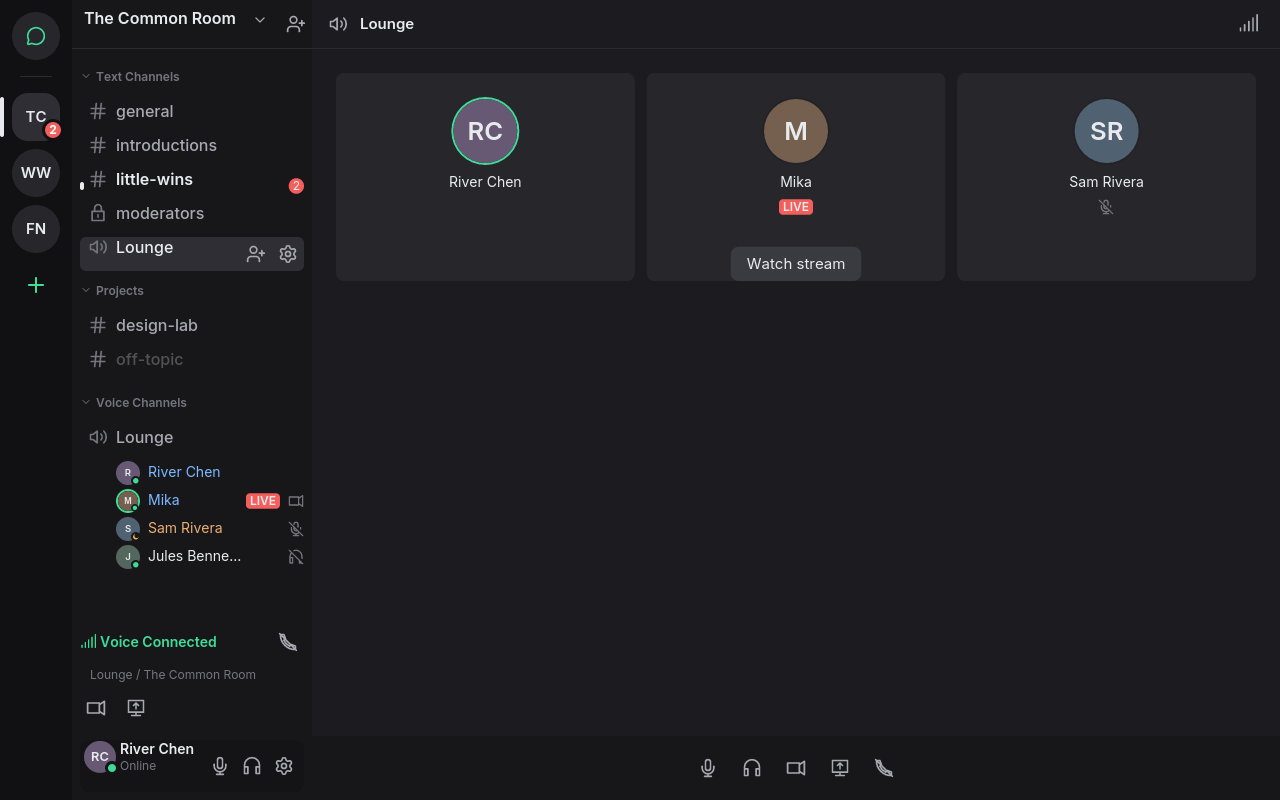 TC
2
WW
FN
The Common Room
Text Channels
general
introductions
little-wins
2
moderators
Lounge
Projects
design-lab
off-topic
Voice Channels
Lounge
R
River Chen
M
Mika
LIVE
S
Sam Rivera
J
Jules Benne...
Voice Connected
Lounge / The Common Room
RC
River Chen
Online
Lounge
RC
River Chen
M
Mika
LIVE
Watch stream
SR
Sam Rivera